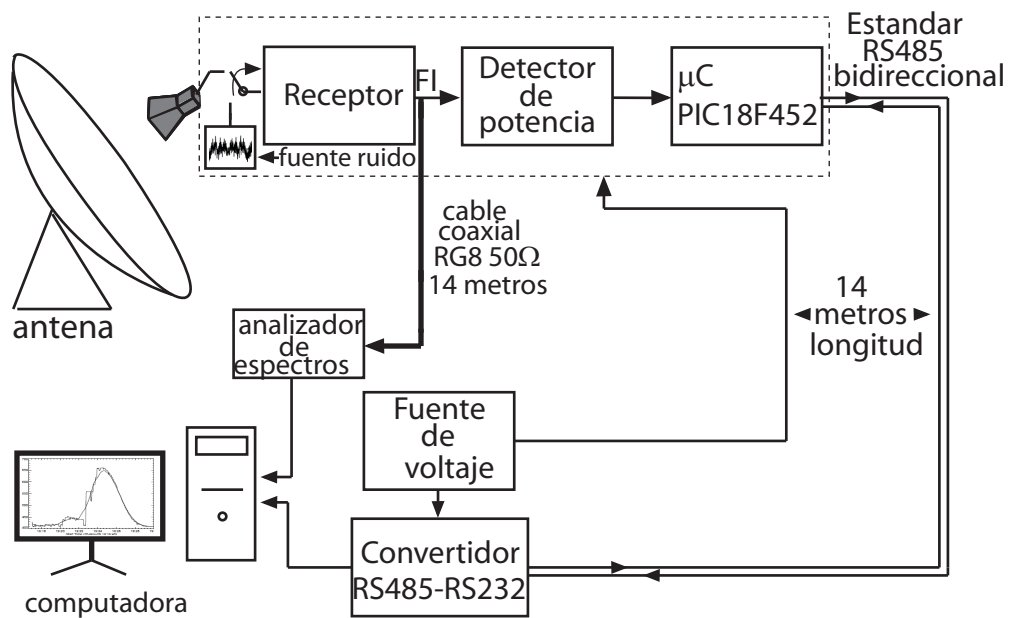 Estandar
RS485
bidireccional
Receptor
FI
Detector
de
potencia
μC
PIC18F452
fuente ruido
cable
coaxial
RG8 50Ω
14 metros
antena
14
metros
longitud
analizador
de
espectros
Fuente
de
voltaje
Convertidor
RS485-RS232
computadora